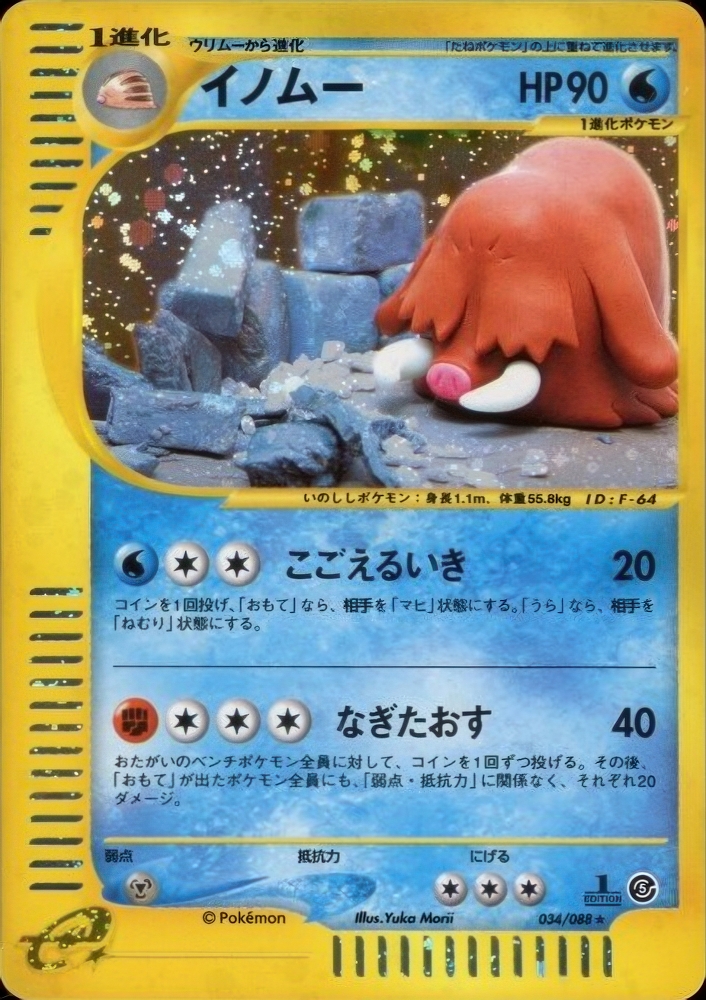 1進化
ウリムーから進化
「たねポケモン」の上に重ねて進化させます。
イノムー
HP90
1進化ポケモン
いのししポケモン：身長1.1m、体重55.8kg ID:F-64
こごえるいき 20
コインを1回投げ、「おもて」なら、相手を「マヒ」状態にする。「うら」なら、相手を
「ねむり」状態にする。
なぎたおす 40
おたがいのベンチポケモン全員に対して、コインを1回ずつ投げる。その後、
「おもて」が出たポケモン全員にも、「弱点・抵抗力」に関係なく、それぞれ20
ダメージ。
弱点 抵抗力 にげる
1
EDITION
5
© Pokémon
Illus.Yuka Morii
034/088★
e